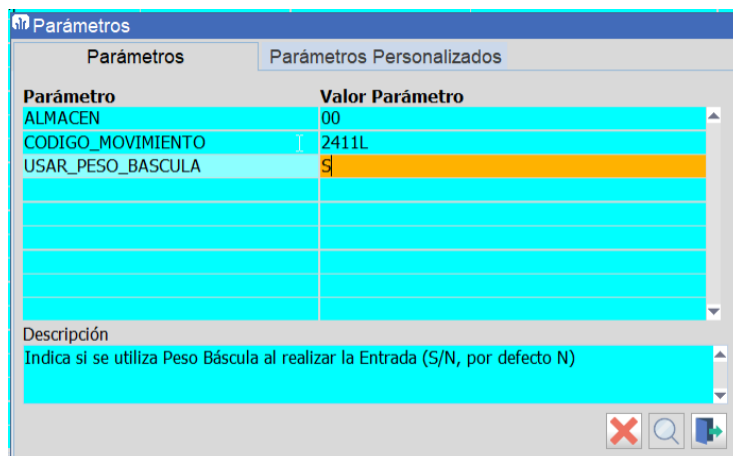 Parámetros
Parámetros Parámetros Personalizados
Parámetro Valor Parámetro
ALMACEN 00
CODIGO_MOVIMIENTO 2411L
USAR_PESO_BASCULA S
Descripción
Indica si se utiliza Peso Báscula al realizar la Entrada (S/N, por defecto N)